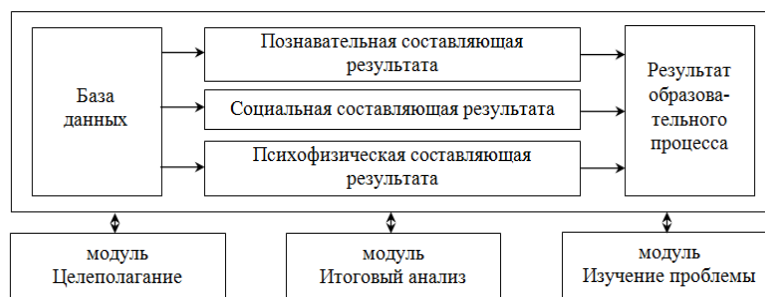 База
данных
Познавательная составляющая
результата
Социальная составляющая результата
Психофизическая составляющая
результата
Результат
образова-
тельного
процесса
модуль
Целеполагание
модуль
Итоговый анализ
модуль
Изучение проблемы